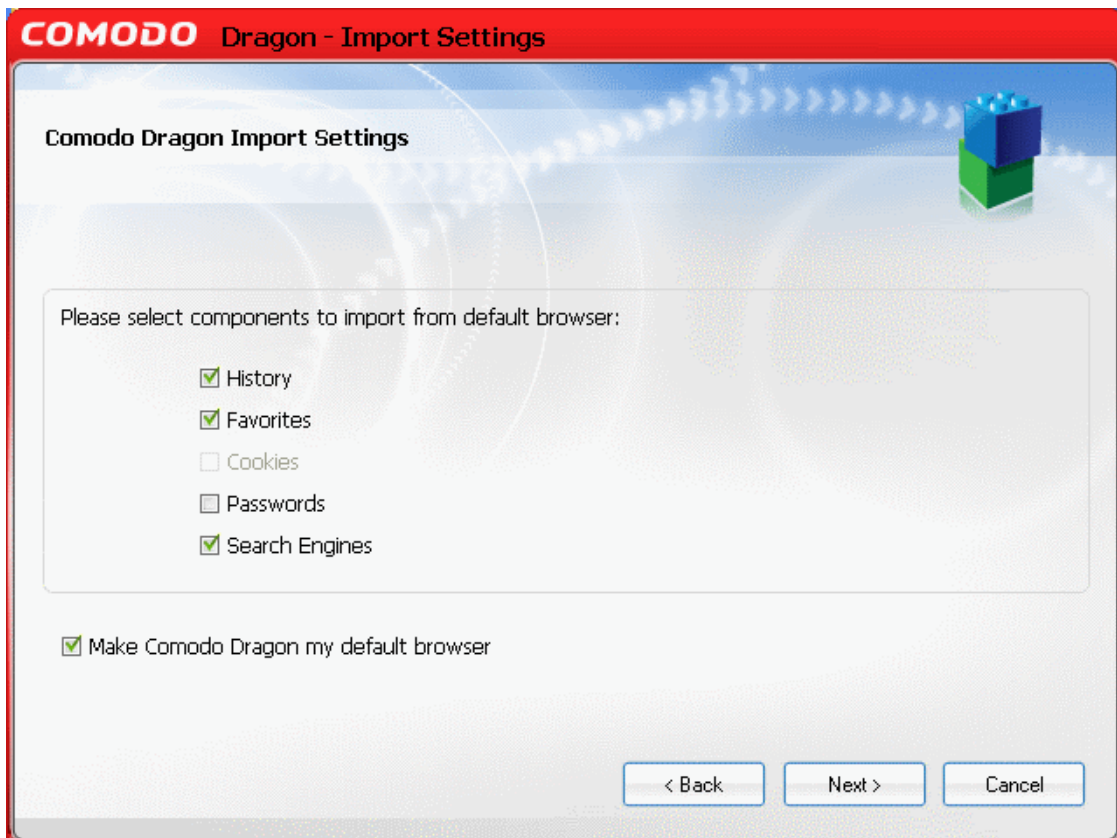 COMODO Dragon - Import Settings
Comodo Dragon Import Settings
Please select components to import from default browser:
History
Favorites
Cookies
Passwords
Search Engines
Make Comodo Dragon my default browser
< Back Next > Cancel